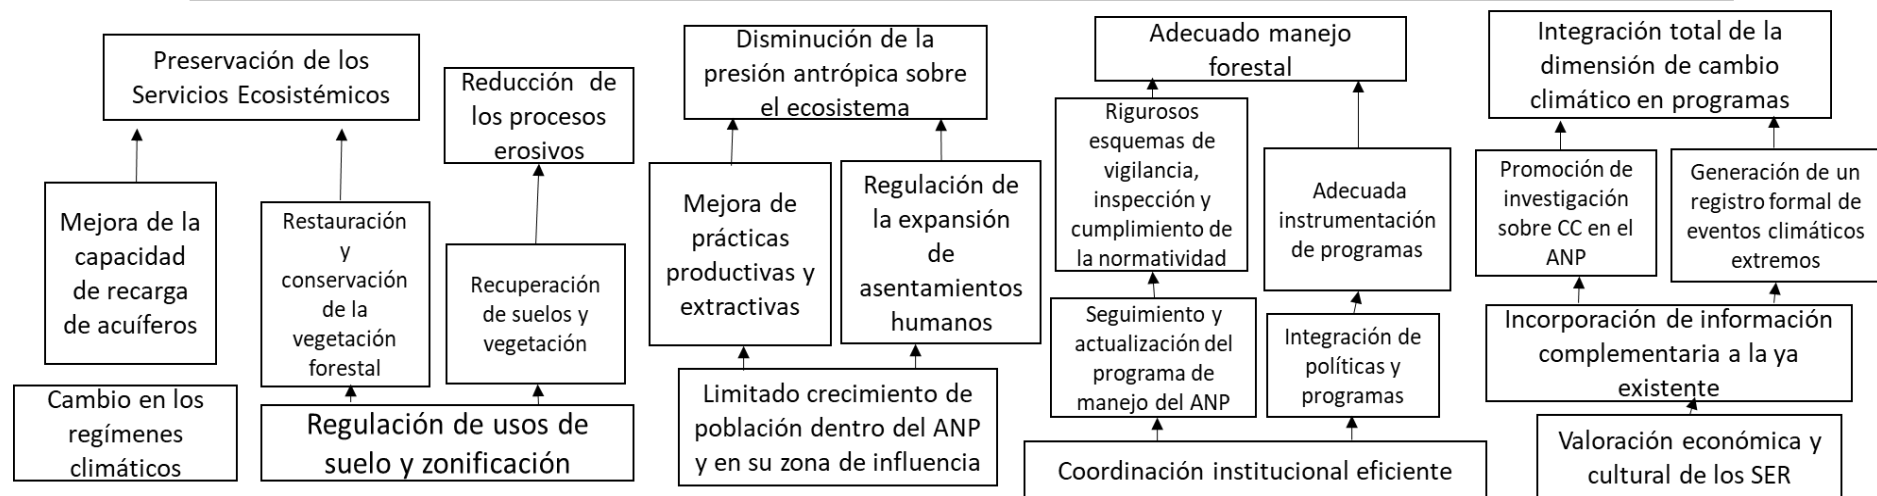 Preservación de los
Servicios Ecosistémicos
Mejora de la
capacidad
de recarga
de acuíferos
Restauración
y
conservación
de la
vegetación
forestal
Cambio en los
regímenes
climáticos
Reducción de
los procesos
erosivos
Recuperación
de suelos y
vegetación
Regulación de usos de
suelo y zonificación
Disminución de la
presión antrópica sobre
el ecosistema
Mejora de
prácticas
productivas y
extractivas
Regulación de
la expansión
de
asentamientos
humanos
Limitado crecimiento de
población dentro del ANP
y en su zona de influencia
Adecuado manejo
forestal
Rigurosos
esquemas de
vigilancia,
inspección y
cumplimiento de
la normatividad
Adecuada
instrumentación
de programas
Seguimiento y
actualización del
programa de
manejo del ANP
Integración de
políticas y
programas
Coordinación institucional eficiente
Integración total de la
dimensión de cambio
climático en programas
Promoción de
investigación
sobre CC en el
ANP
Generación de un
registro formal de
eventos climáticos
extremos
Incorporación de información
complementaria a la ya
existente
Valoración económica y
cultural de los SER